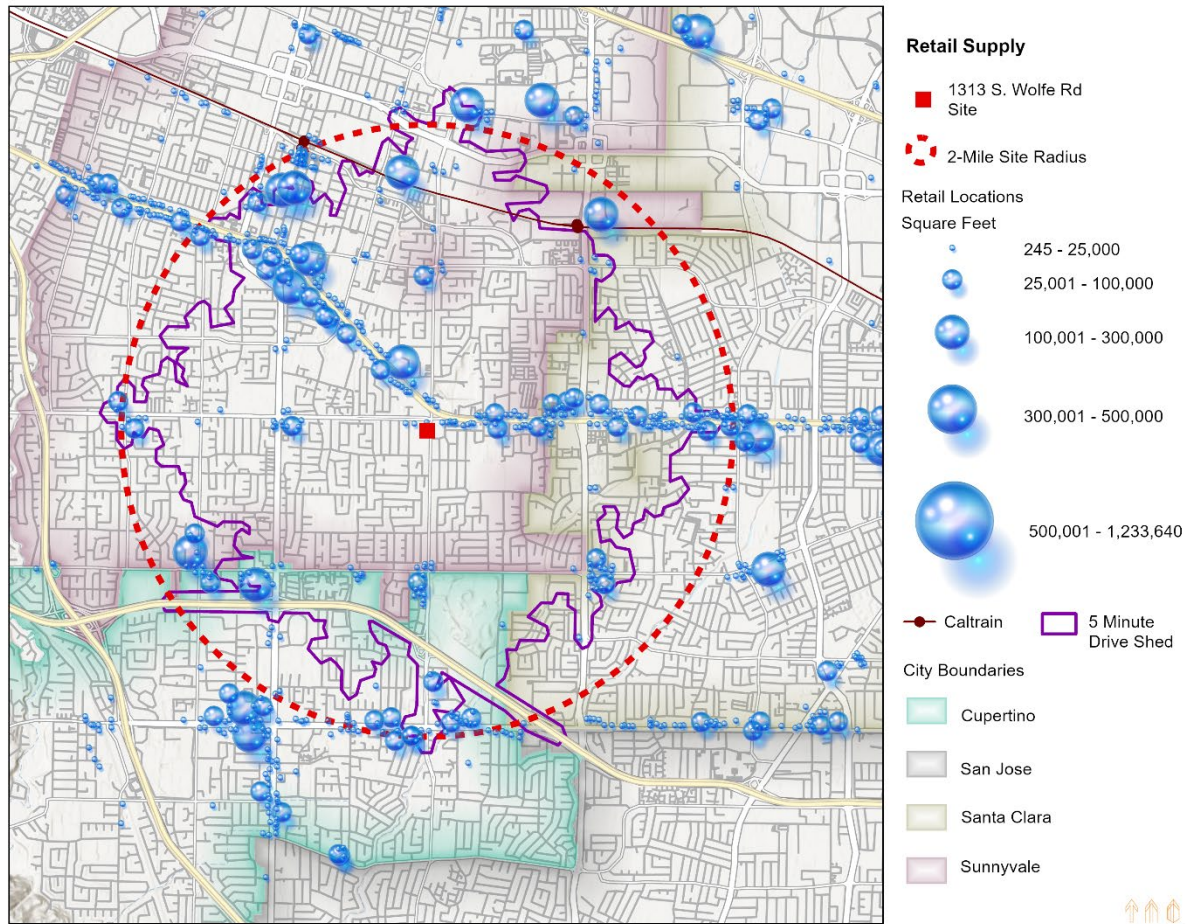 Retail Supply
1313 S. Wolfe Rd
Site
2-Mile Site Radius
Retail Locations
Square Feet
245 - 25,000
25,001 - 100,000
100,001 - 300,000
300,001 - 500,000
500,001 - 1,233,640
Caltrain
5 Minute
Drive Shed
City Boundaries
Cupertino
San Jose
Santa Clara
Sunnyvale